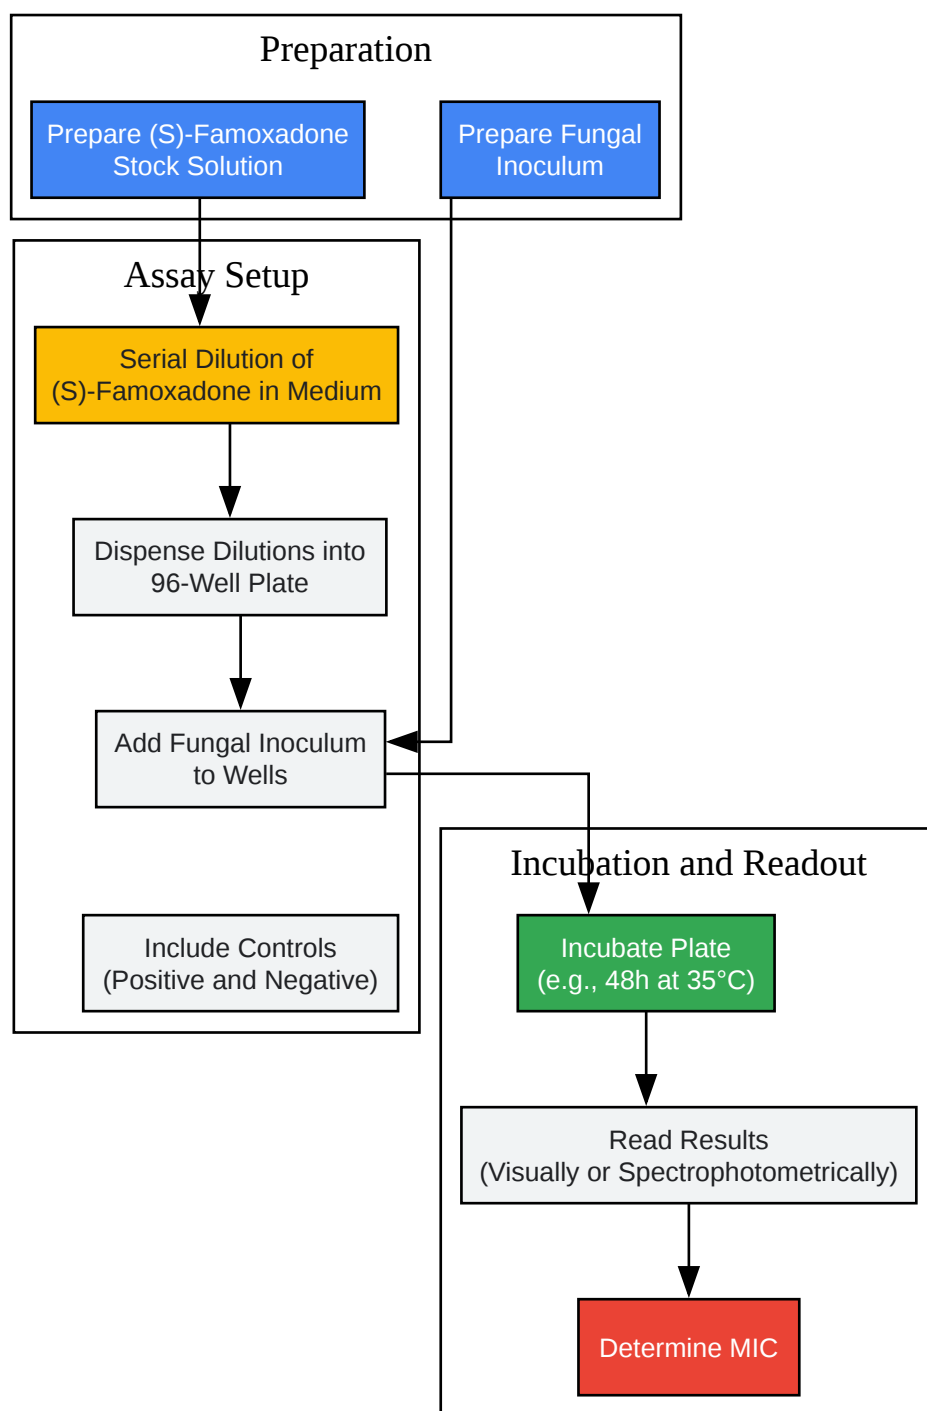 Preparation
Prepare (S)-Famoxadone
Stock Solution
Prepare Fungal
Inoculum
Assay Setup
Serial Dilution of
(S)-Famoxadone in Medium
Dispense Dilutions into
96-Well Plate
Add Fungal Inoculum
to Wells
Include Controls
(Positive and Negative)
Incubation and Readout
Incubate Plate
(e.g., 48h at 35°C)
Read Results
(Visually or Spectrophotometrically)
Determine MIC